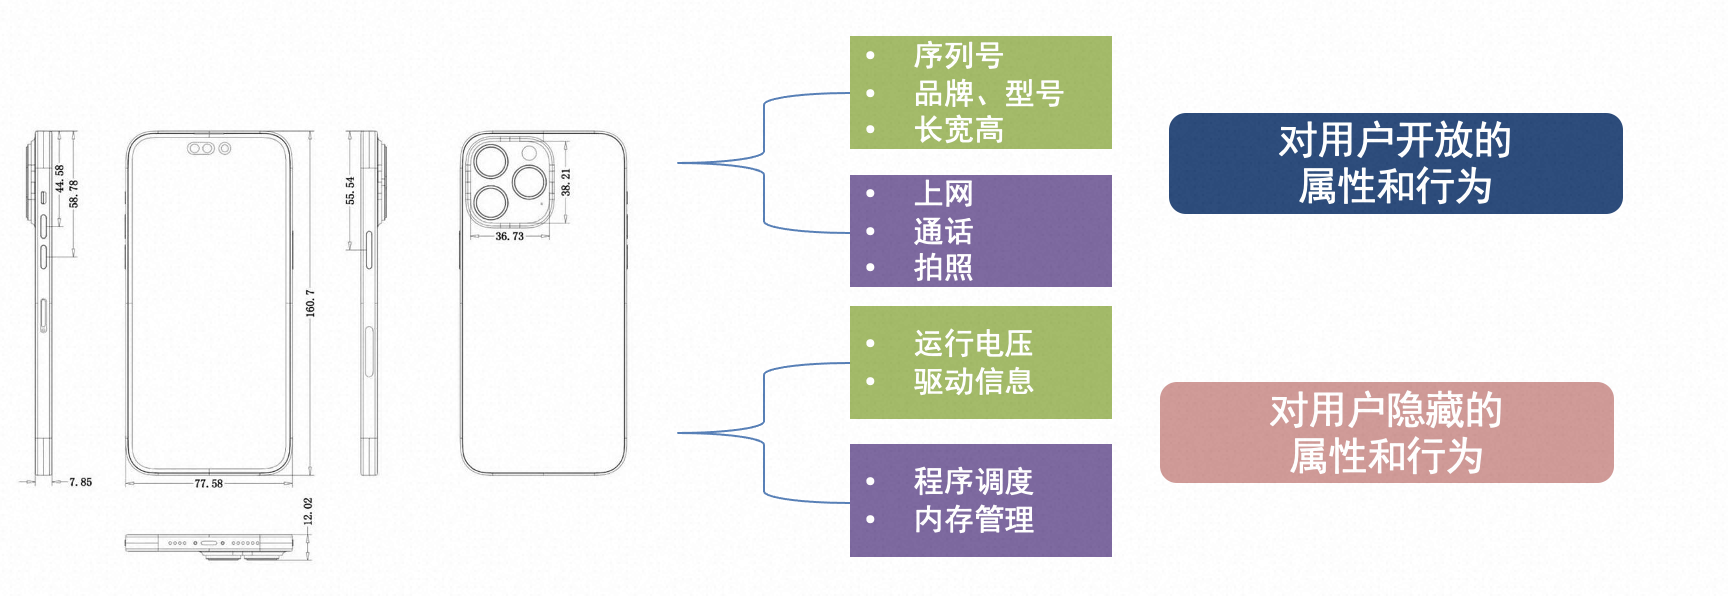 44.58
58.78
7.85
160.7
77.58
12.02
55.54
38.21
36.73
• 序列号
• 品牌、型号
• 长宽高
• 上网
• 通话
• 拍照
对用户开放的
属性和行为
• 运行电压
• 驱动信息
• 程序调度
• 内存管理
对用户隐藏的
属性和行为